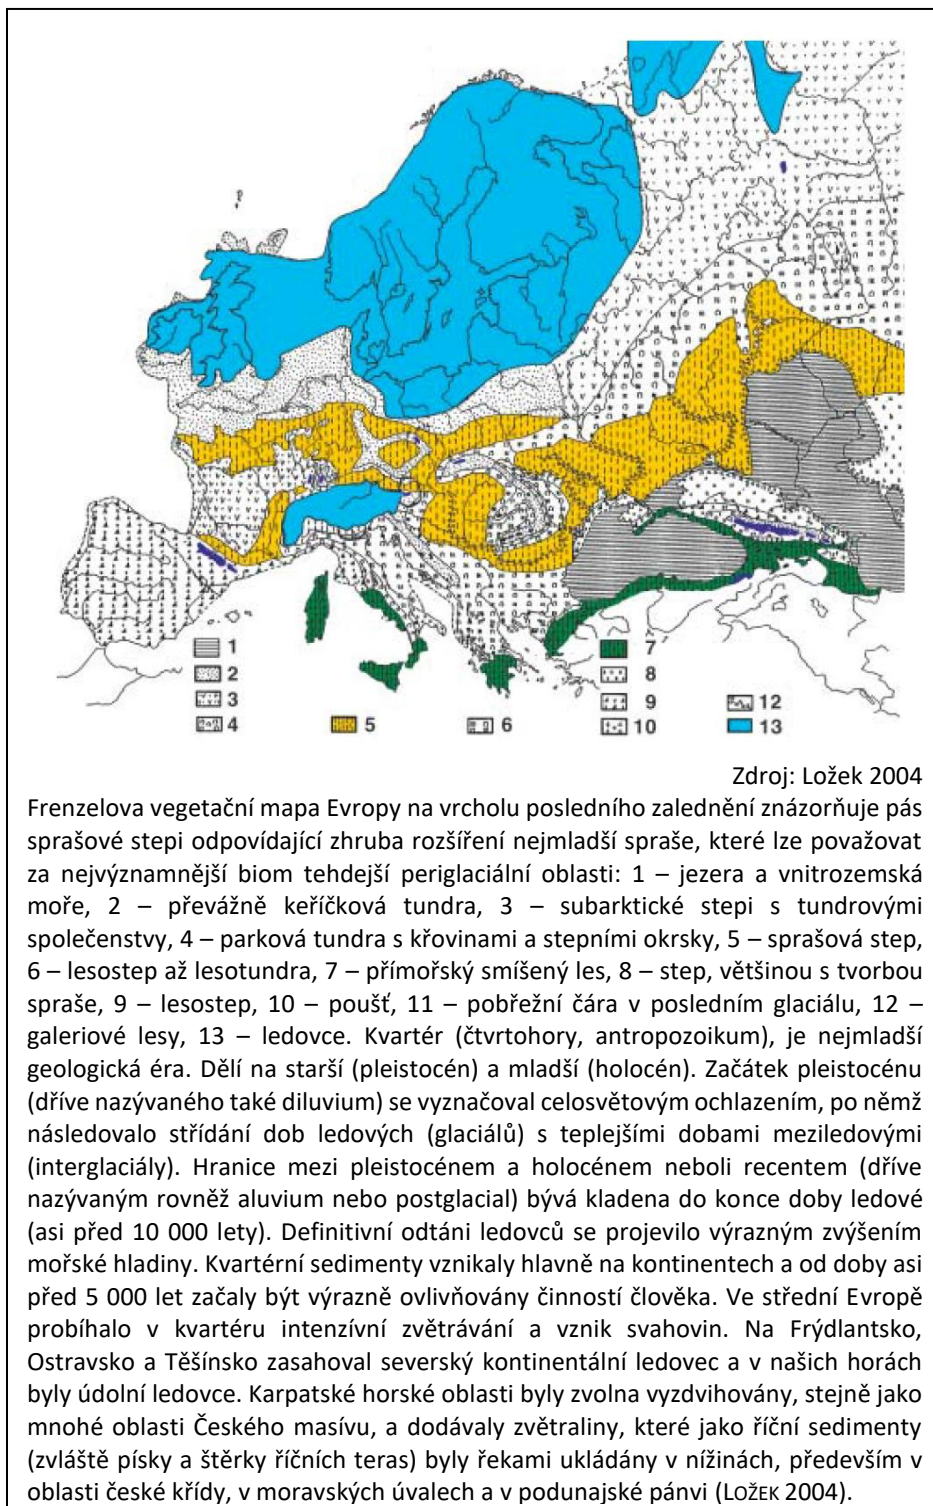 1
2
3
4
5
6
7
8
9
10
12
13
Zdroj: Ložek 2004
Frenzelova vegetační mapa Evropy na vrcholu posledního zalednění znázorňuje pás
sprašové stepi odpovídající zhruba rozšíření nejmladší spraše, které lze považovat
za nejvýznamnější biom tehdejší periglaciální oblasti: 1 – jezera a vnitrozemská
moře, 2 – převážně keříčková tundra, 3 – subarktické stepi s tundrovými
společenstvy, 4 – parková tundra s křovinami a stepními okrsky, 5 – sprašová step,
6 – lesostep až lesotundra, 7 – přímořský smíšený les, 8 – step, většinou s tvorbou
spraše, 9 – lesostep, 10 – poušť, 11 – pobřežní čára v posledním glaciálu, 12 –
galeriové lesy, 13 – ledovce. Kvartér (čtvrtohory, antropozoikum), je nejmladší
geologická éra. Dělí na starší (pleistocén) a mladší (holocén). Začátek pleistocénu
(dříve nazývaného také diluvium) se vyznačoval celosvětovým ochlazením, po němž
následovalo střídání dob ledových (glaciálů) s teplejšími dobami meziledovými
(interglaciály). Hranice mezi pleistocénem a holocénem neboli recentem (dříve
nazývaným rovněž aluvium nebo postglacial) bývá kladena do konce doby ledové
(asi před 10 000 lety). Definitivní odtáni ledovců se projevilo výrazným zvýšením
mořské hladiny. Kvartérní sedimenty vznikaly hlavně na kontinentech a od doby asi
před 5 000 let začaly být výrazně ovlivňovány činností člověka. Ve střední Evropě
probíhalo v kvartéru intenzívní zvětrávání a vznik svahovin. Na Frýdlantsko,
Ostravsko a Těšínsko zasahoval severský kontinentální ledovec a v našich horách
byly údolní ledovce. Karpatské horské oblasti byly zvolna vyzdvihovány, stejně jako
mnohé oblasti Českého masívu, a dodávaly zvětraliny, které jako říční sedimenty
(zvláště písky a štěrky říčních teras) byly řekami ukládány v nížinách, především v
oblasti české křídy, v moravských úvalech a v podunajské pánvi (LOŽEK 2004).